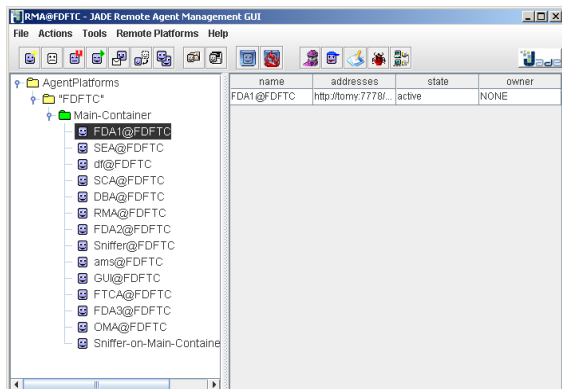 RMA@FDFTC - JADE Remote Agent Management GUI
File Actions Tools Remote Platforms Help
Jade
AgentPlatforms
"FDFTC"
Main-Container
FDA1@FDFTC
SEA@FDFTC
df@FDFTC
SCA@FDFTC
DBA@FDFTC
RMA@FDFTC
FDA2@FDFTC
Sniffer@FDFTC
ams@FDFTC
GUI@FDFTC
FTCA@FDFTC
FDA3@FDFTC
OMA@FDFTC
Sniffer-on-Main-Containe
name addresses state owner
FDA1@FDFTC http://tomy:7778/... active NONE